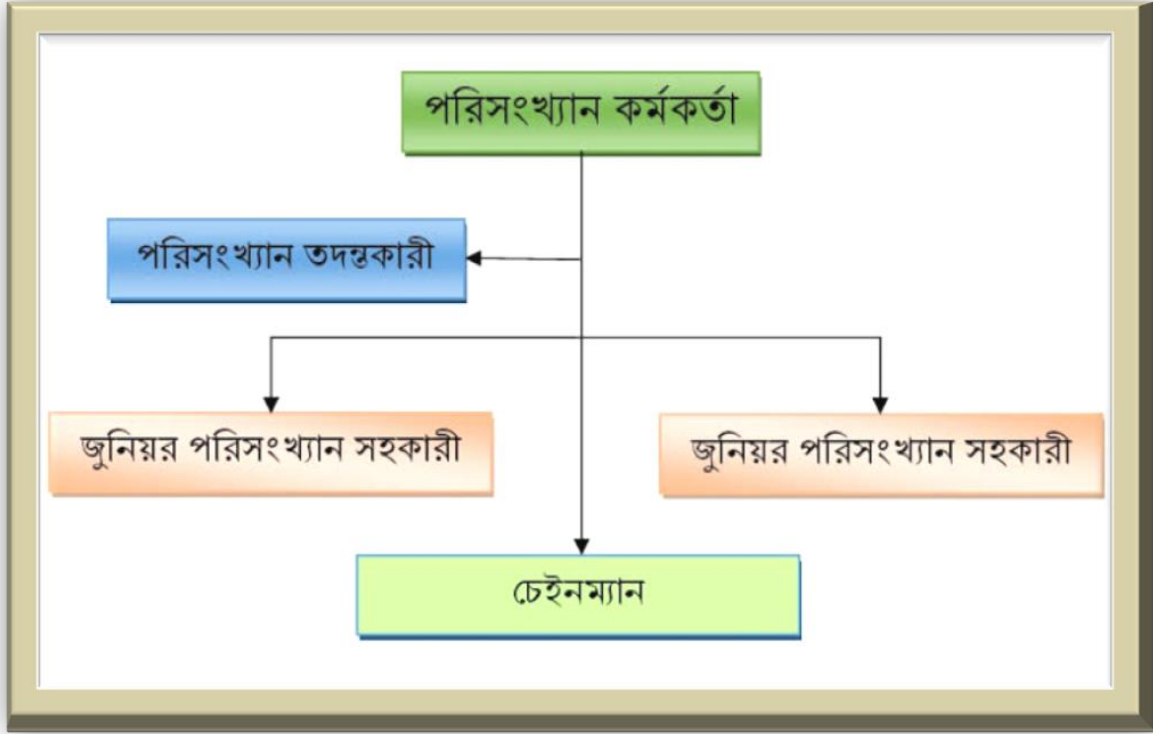 পরিসংখ্যান কর্মকর্তা
পরিসংখ্যান তদন্তকারী
জুনিয়র পরিসংখ্যান সহকারী
জুনিয়র পরিসংখ্যান সহকারী
চেইনম্যান